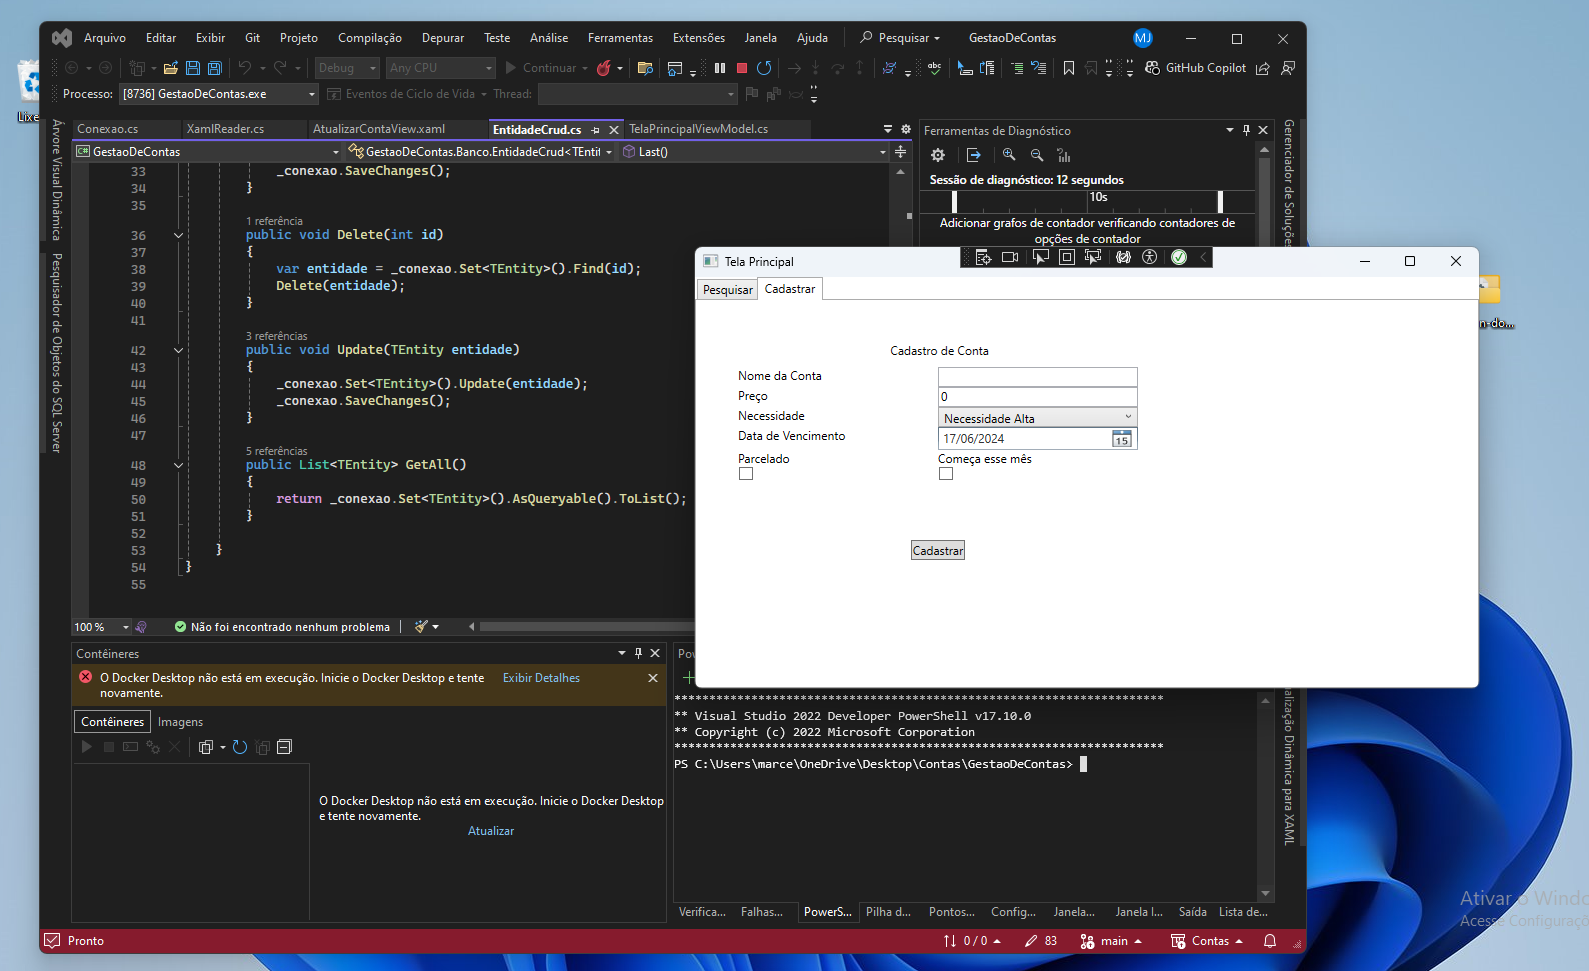 Arquivo Editar Exibir Git Projeto Compilação Depurar Teste Análise Ferramentas Extensões Janela Ajuda Pesquisar GestaoDeContas MJ
Debug Any CPU Continuar GitHub Copilot
Processo: [8736] GestaoDeContas.exe Eventos de Ciclo de Vida Thread:
Lixe
Árvore Visual Dinâmica
Pesquisador de Objetos do SQL Server
Conexao.cs XamlReader.cs AtualizarContaView.xaml EntidadeCrud.cs TelaPrincipalViewModel.cs
GestaoDeContas GestaoDeContas.Banco.EntidadeCrud<TEntit Last()
33 _conexao.SaveChanges();
34 }
35
1 referência
36 public void Delete(int id)
37 {
38 var entidade = _conexao.Set<TEntity>().Find(id);
39 Delete(entidade);
40 }
41
3 referências
42 public void Update(TEntity entidade)
43 {
44 _conexao.Set<TEntity>().Update(entidade);
45 _conexao.SaveChanges();
46 }
47
5 referências
48 public List<TEntity> GetAll()
49 {
50 return _conexao.Set<TEntity>().AsQueryable().ToList();
51 }
52
53 }
54 }
55
100 % Não foi encontrado nenhum problema
Ferramentas de Diagnóstico
Sessão de diagnóstico: 12 segundos
10s
Adicionar grafos de contador verificando contadores de
opções de contador
Gerenciador de Soluções
Tela Principal
Pesquisar Cadastrar
Cadastro de Conta
Nome da Conta
Preço 0
Necessidade Necessidade Alta
Data de Vencimento 17/06/2024 15
Parcelado Começa esse mês
Cadastrar
n-do...
Contêineres
O Docker Desktop não está em execução. Inicie o Docker Desktop e tente
novamente.
Exibir Detalhes
Contêineres Imagens
O Docker Desktop não está em execução. Inicie o Docker Desktop
e tente novamente.
Atualizar
Po
**********************************************************************
** Visual Studio 2022 Developer PowerShell v17.10.0
** Copyright (c) 2022 Microsoft Corporation
**********************************************************************
PS C:\Users\marce\OneDrive\Desktop\Contas\GestaoDeContas>
ualização Dinâmica para XAML
Verifica... Falhas... PowerS... Pilha d... Pontos... Config... Janela... Janela I... Saída Lista de...
Pronto 0 / 0 83 main Contas
Ativar o Windo
Acesse Configuraçõ